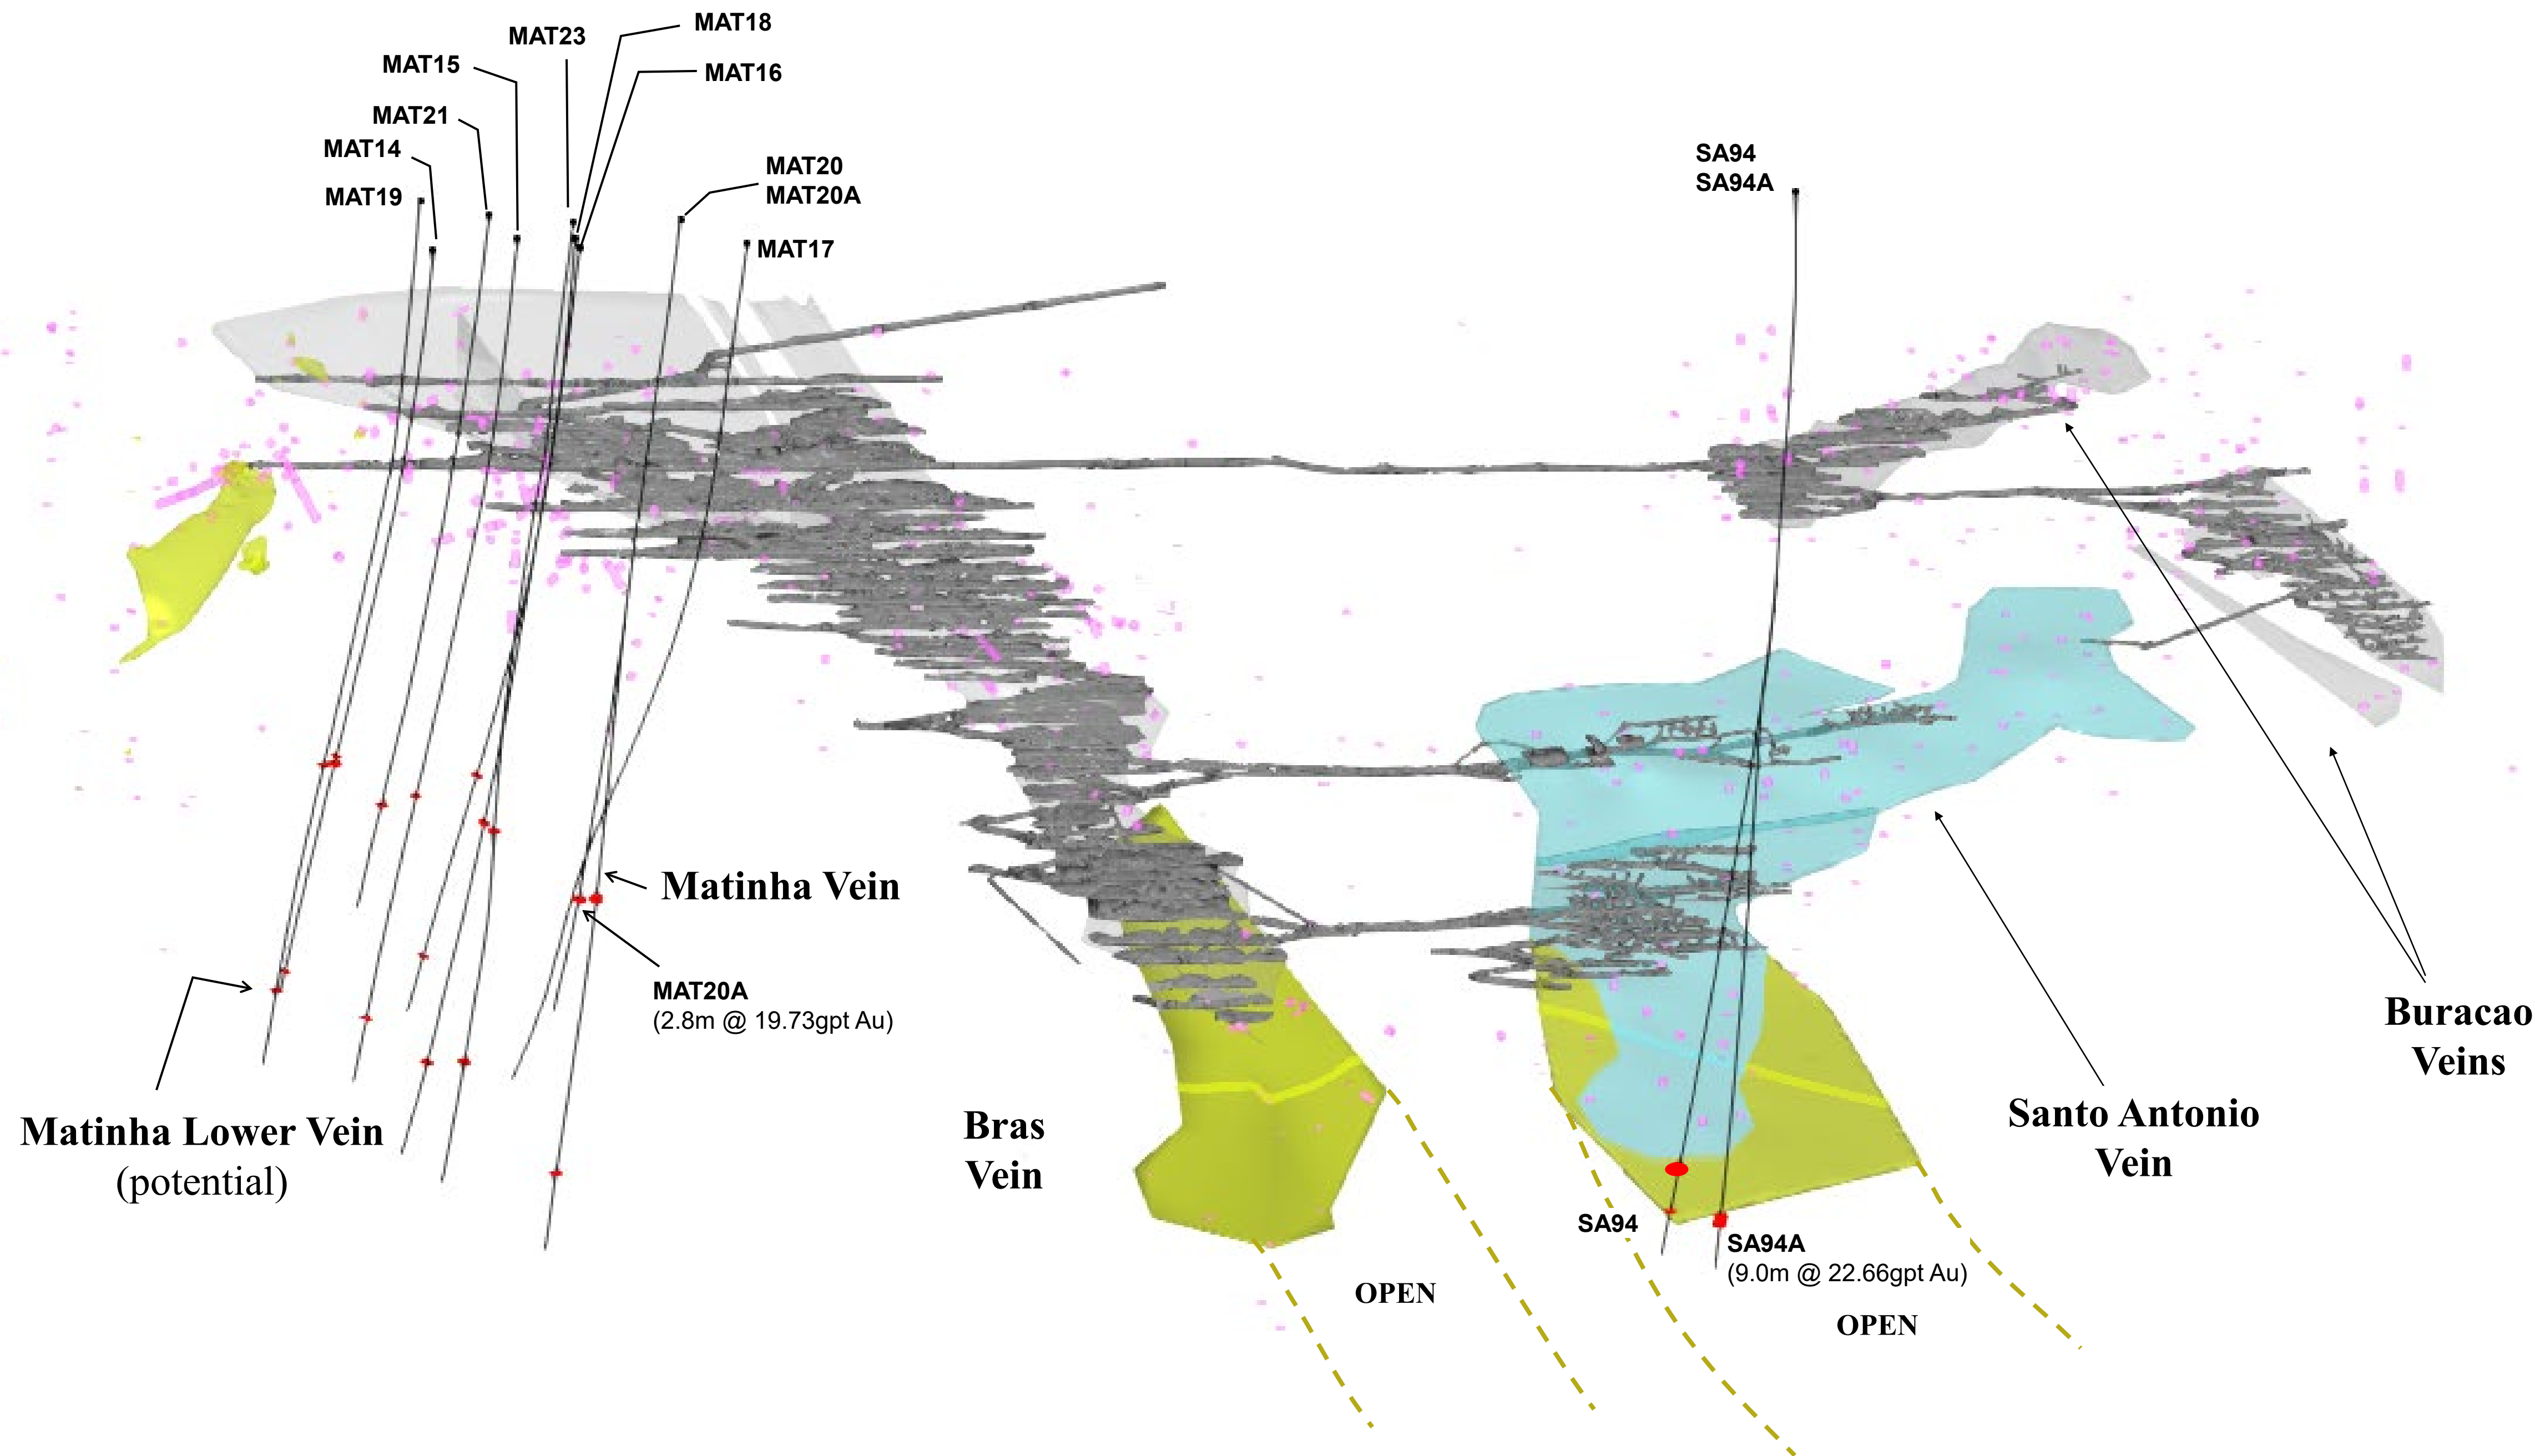 MAT18
MAT23
MAT16
MAT15
MAT21
MAT14
MAT19
MAT20
MAT20A
MAT17
SA94
SA94A
Matinha Vein
MAT20A
(2.8m @ 19.73gpt Au)
Matinha Lower Vein
(potential)
Bras
Vein
OPEN
SA94
SA94A
(9.0m @ 22.66gpt Au)
OPEN
Santo Antonio
Vein
Buracao
Veins